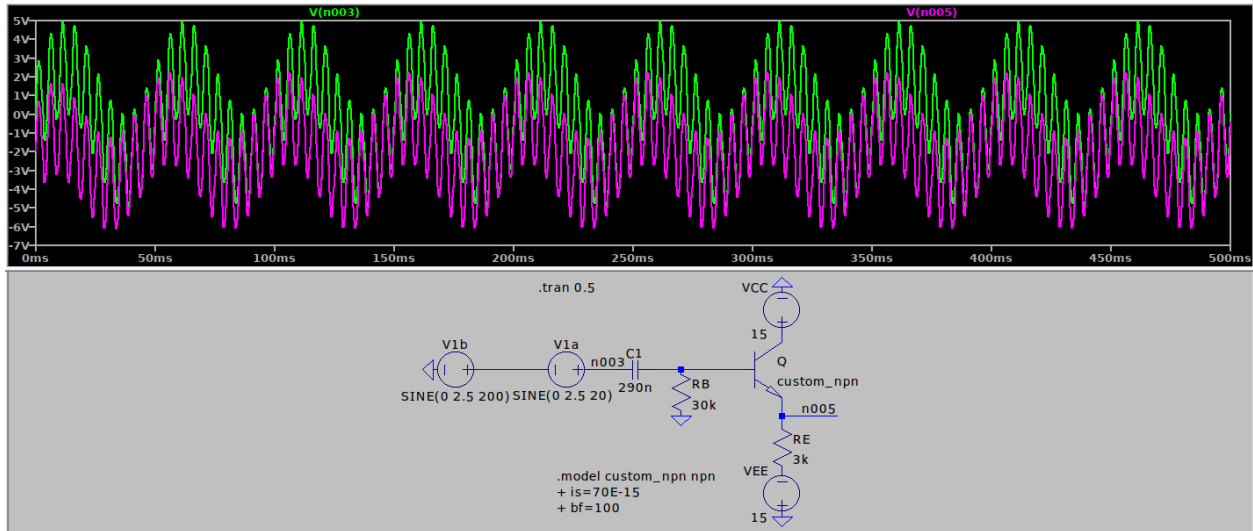 V(n003) V(n005)
5V
4V
3V
2V
1V
0V
-1V
-2V
-3V
-4V
-5V
-6V
-7V
0ms 50ms 100ms 150ms 200ms 250ms 300ms 350ms 400ms 450ms 500ms
.tran 0.5
VCC
15
V1b
SINE(0 2.5 200)
V1a
SINE(0 2.5 20)
n003
C1
290n
RB
30k
Q
custom_npn
n005
RE
3k
VEE
15
.model custom_npn npn
+ is=70E-15
+ bf=100